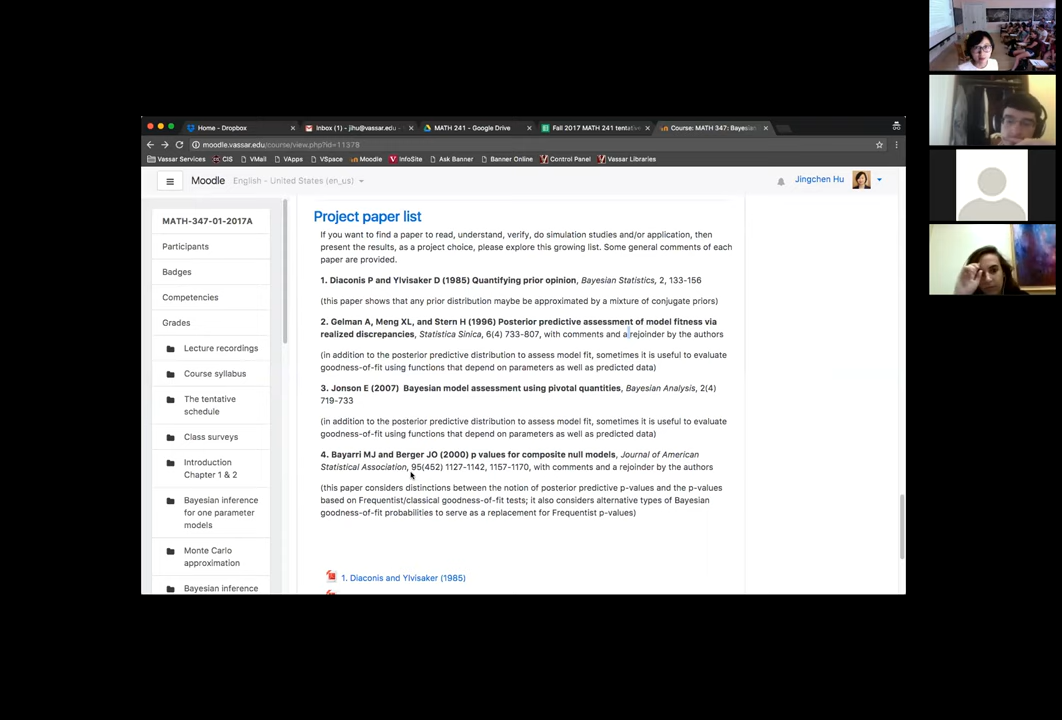 Home - Dropbox
Inbox (1) - jihu@vassar.edu -
MATH 241 - Google Drive
Fall 2017 MATH 241 tentativ
Course: MATH 347: Bayesian
moodle.vassar.edu/course/view.php?id=11378
Vassar Services
CIS
VMail
VApps
VSpace
Moodle
InfoSite
Ask Banner
Banner Online
Control Panel
Vassar Libraries
Moodle
English - United States (en_us)
Jingchen Hu
MATH-347-01-2017A
Participants
Badges
Competencies
Grades
Lecture recordings
Course syllabus
The tentative
schedule
Class surveys
Introduction
Chapter 1 & 2
Bayesian inference
for one parameter
models
Monte Carlo
approximation
Bayesian inference
Project paper list
If you want to find a paper to read, understand, verify, do simulation studies and/or application, then
present the results, as a project choice, please explore this growing list. Some general comments of each
paper are provided.
1. Diaconis P and Ylvisaker D (1985) Quantifying prior opinion, Bayesian Statistics, 2, 133-156
(this paper shows that any prior distribution maybe be approximated by a mixture of conjugate priors)
2. Gelman A, Meng XL, and Stern H (1996) Posterior predictive assessment of model fitness via
realized discrepancies, Statistica Sinica, 6(4) 733-807, with comments and a rejoinder by the authors
(in addition to the posterior predictive distribution to assess model fit, sometimes it is useful to evaluate
goodness-of-fit using functions that depend on parameters as well as predicted data)
3. Jonson E (2007) Bayesian model assessment using pivotal quantities, Bayesian Analysis, 2(4)
719-733
(in addition to the posterior predictive distribution to assess model fit, sometimes it is useful to evaluate
goodness-of-fit using functions that depend on parameters as well as predicted data)
4. Bayarri MJ and Berger JO (2000) p values for composite null models, Journal of American
Statistical Association, 95(452) 1127-1142, 1157-1170, with comments and a rejoinder by the authors
(this paper considers distinctions between the notion of posterior predictive p-values and the p-values
based on Frequentist/classical goodness-of-fit tests; it also considers alternative types of Bayesian
goodness-of-fit probabilities to serve as a replacement for Frequentist p-values)
1. Diaconis and Ylvisaker (1985)